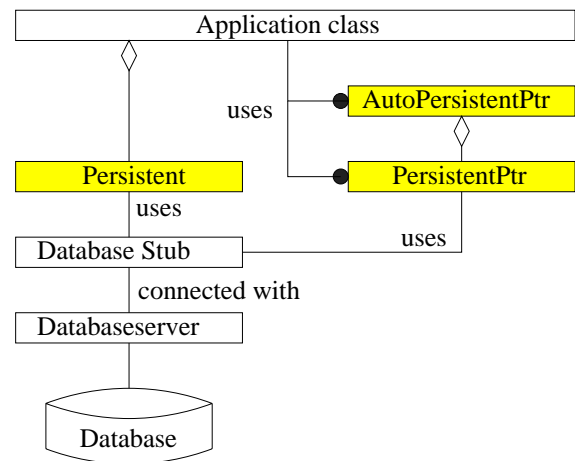 Application class
AutoPersistentPtr
uses
Persistent
PersistentPtr
uses
uses
Database Stub
connected with
Databaseserver
Database